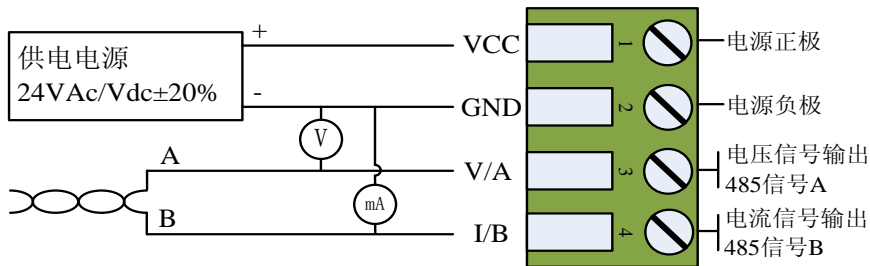 供电电源
24VAc/Vdc±20%
+
-
VCC
GND
V/A
I/B
V
mA
A
B
1
2
3
4
电源正极
电源负极
电压信号输出
485信号A
电流信号输出
485信号B